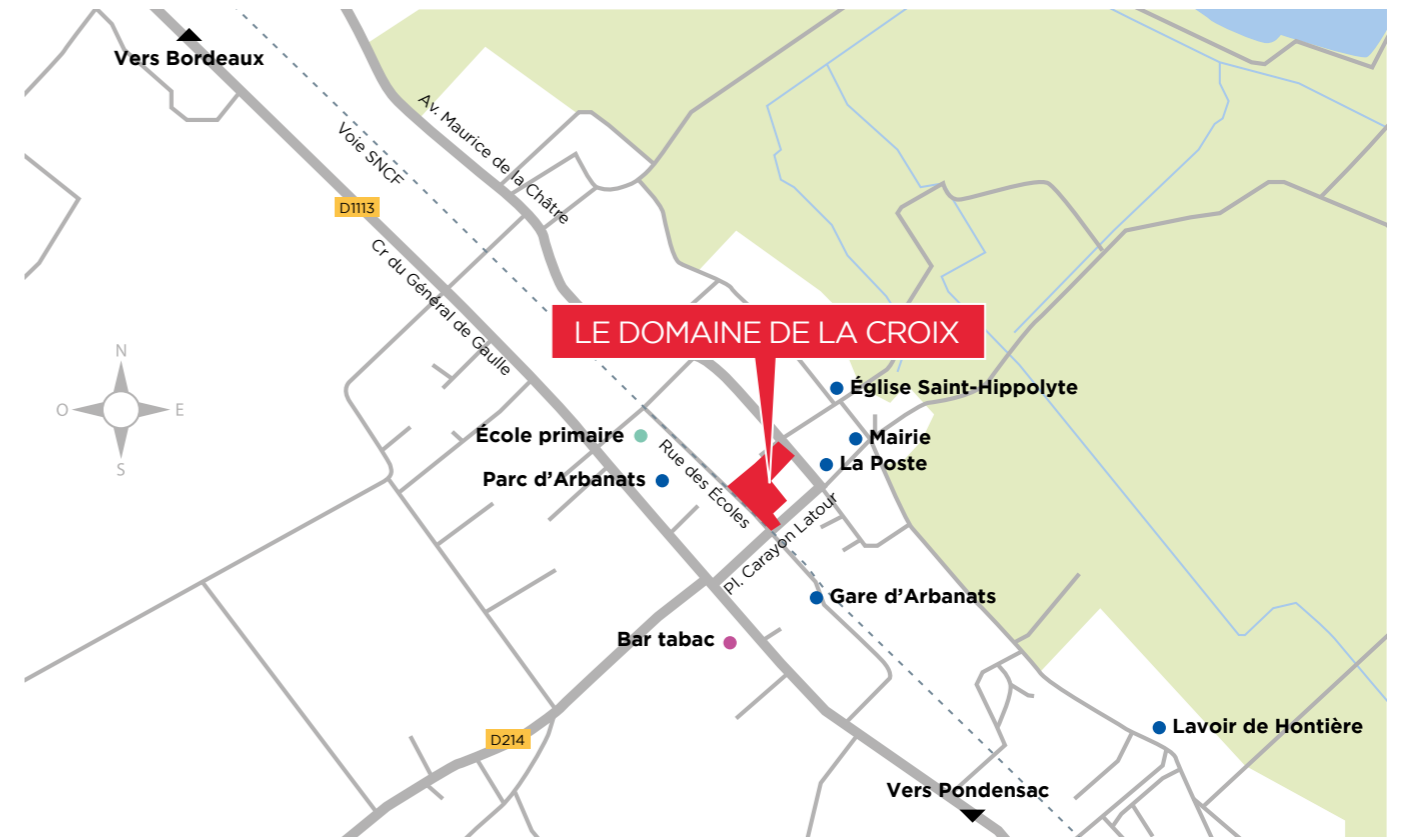 Vers Bordeaux
Av. Maurice de la Châtre
Voie SNCF
D1113
Cr du Général de Gaulle
LE DOMAINE DE LA CROIX
N
O
E
S
Église Saint-Hippolyte
École primaire
Mairie
La Poste
Parc d'Arbanats
Rue des Écoles
Pl. Carayon Latour
Gare d'Arbanats
Bar tabac
Lavoir de Hontière
D214
Vers Pondensac